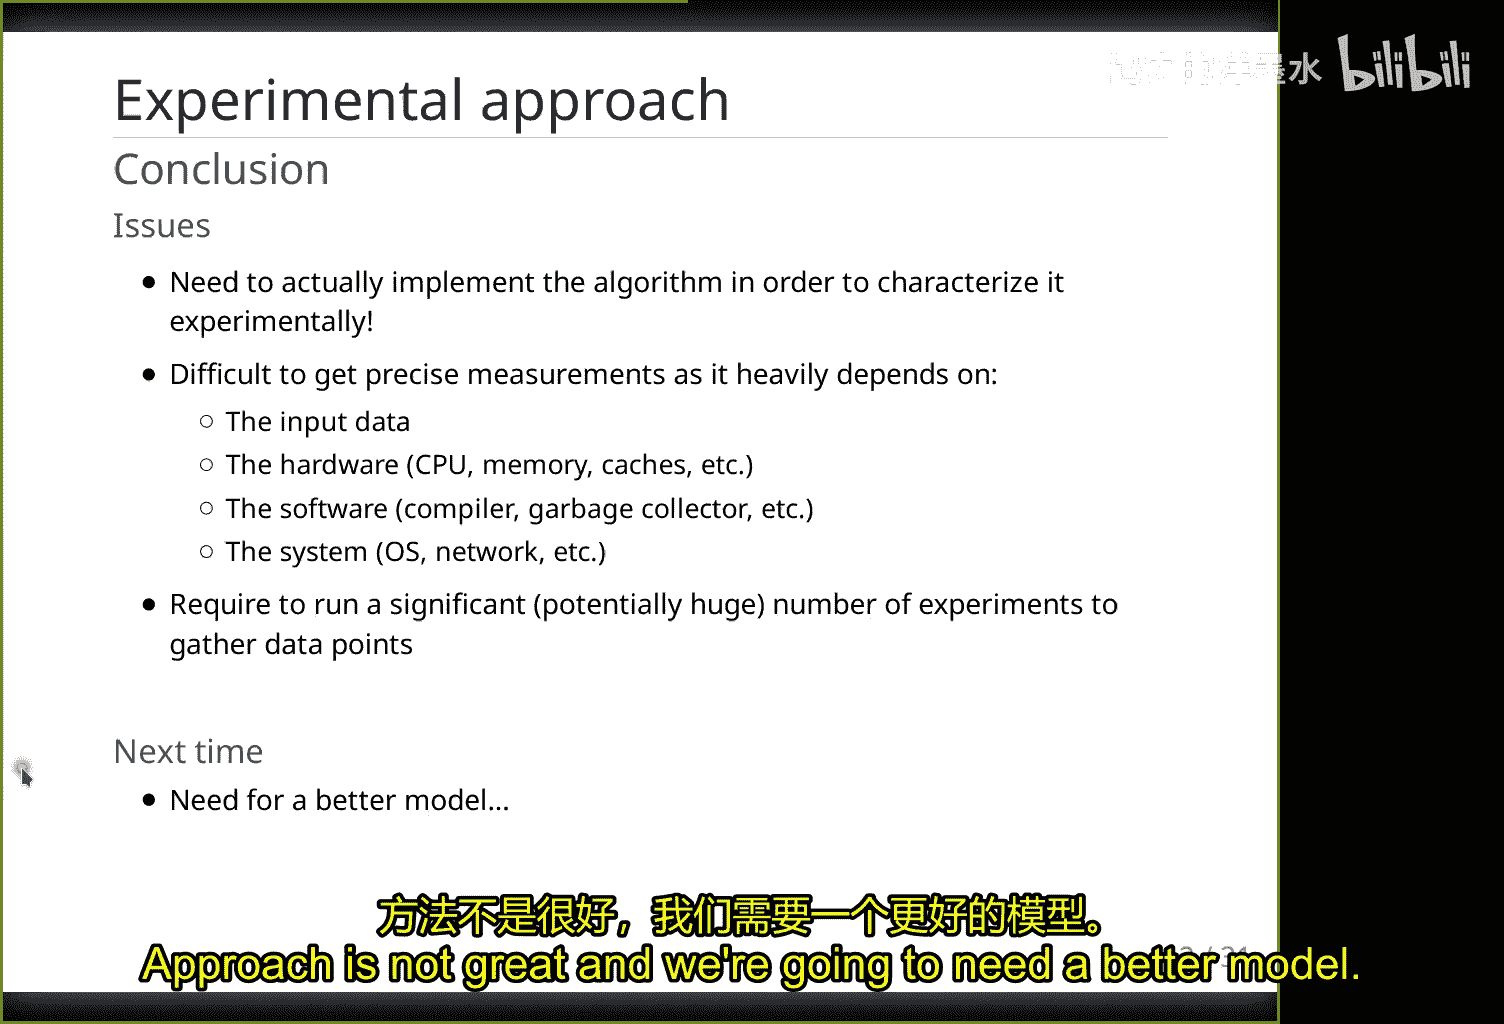 水 bilibili
Experimental approach
Conclusion
Issues
● Need to actually implement the algorithm in order to characterize it
experimentally!
● Difficult to get precise measurements as it heavily depends on:
○ The input data
○ The hardware (CPU, memory, caches, etc.)
○ The software (compiler, garbage collector, etc.)
○ The system (OS, network, etc.)
● Require to run a significant (potentially huge) number of experiments to
gather data points
Next time
● Need for a better model...
方法不是很好，我们需要一个更好的模型。
Approach is not great and we're going to need a better model.